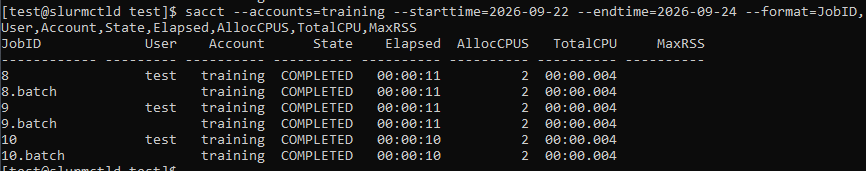 [test@slurmctld test]$ sacct --accounts=training --starttime=2026-09-22 --endtime=2026-09-24 --format=JobID,
User,Account,State,Elapsed,AllocCPUS,TotalCPU,MaxRSS
JobID             User    Account      State    Elapsed  AllocCPUS   TotalCPU     MaxRSS
------------ --------- ---------- ---------- ---------- ---------- ---------- ----------
8                 test   training  COMPLETED   00:00:11          2  00:00.004
8.batch                  training  COMPLETED   00:00:11          2  00:00.004
9                 test   training  COMPLETED   00:00:11          2  00:00.004
9.batch                  training  COMPLETED   00:00:11          2  00:00.004
10                test   training  COMPLETED   00:00:10          2  00:00.004
10.batch                 training  COMPLETED   00:00:10          2  00:00.004
[test@slurmctld test]$